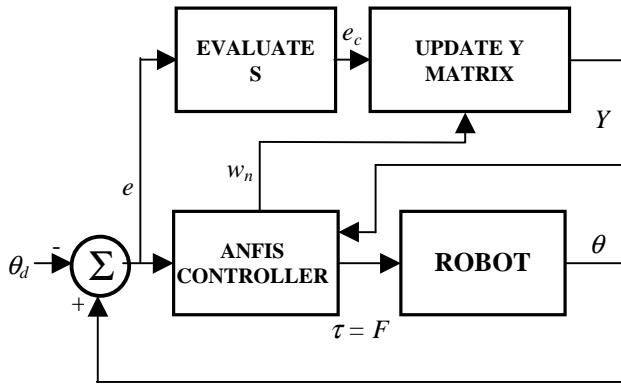 EVALUATE
S
e_c
UPDATE Y
MATRIX
Y
w_n
e
θ_d
-
+
Σ
ANFIS
CONTROLLER
τ = F
ROBOT
θ